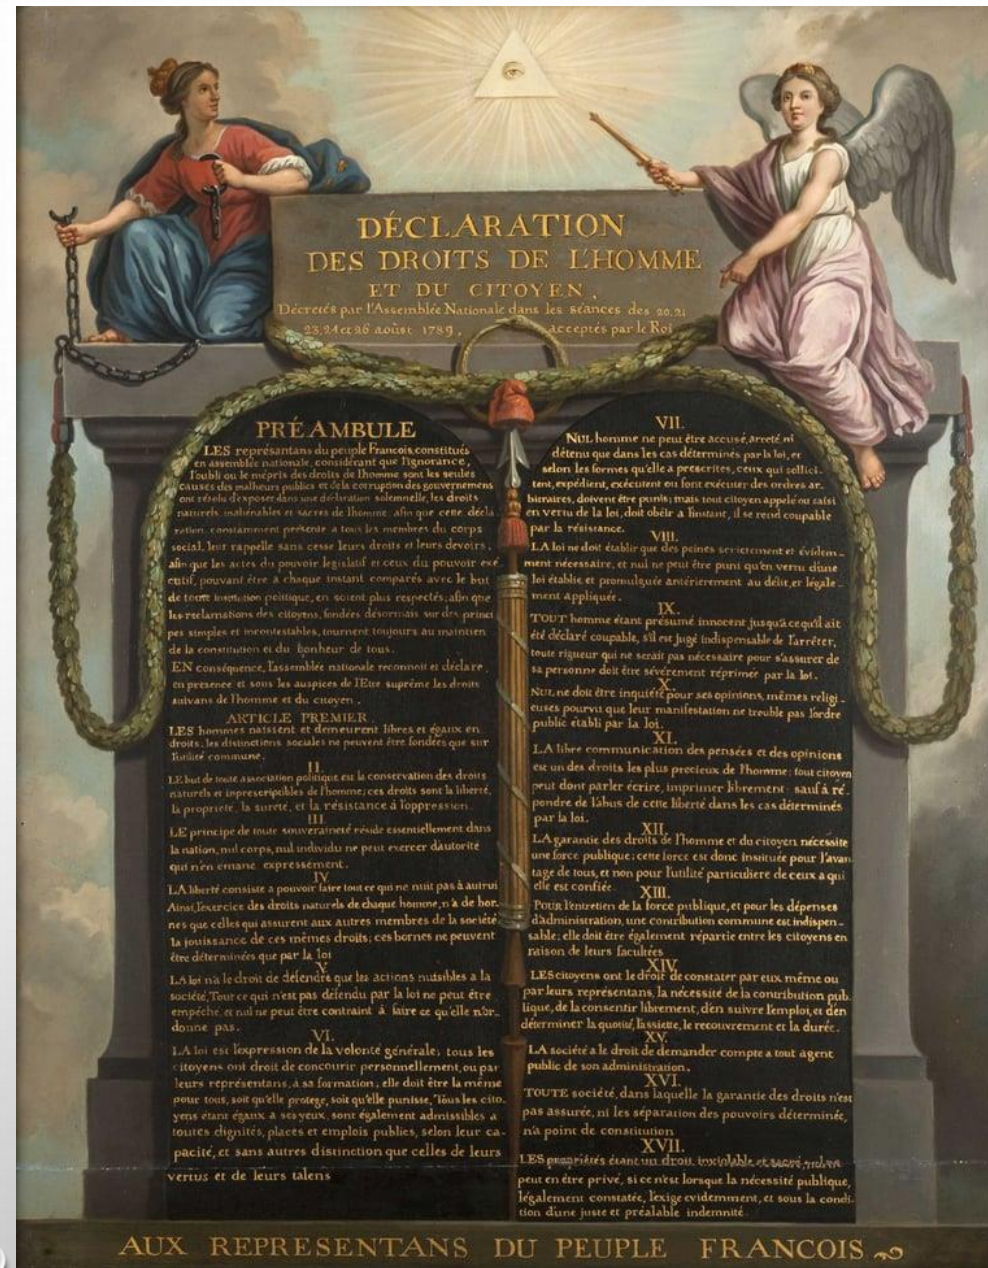 DÉCLARATION
DES DROITS DE L'HOMME
ET DU CITOYEN,
Décretés par l'Assemblée Nationale dans les séances des 20.21
23,24 et 26 août 1789, acceptés par le Roi
PRÉAMBULE
LES représantans du peuple François, constitués
en assemblée nationale, considérant que l'ignorance,
l'oubli ou le mépris des droits de l'homme sont les seules
causes des malheurs publics et de la corruption des gouvernemens
ont résolu d'exposer dans une déclaration solemnelle, les droits
naturels, inaliénables et sacrés de l'homme, afin que cette décla
ration, constamment présente a tous les membres du corps
social, leur rappelle sans cesse leurs droits et leurs devoirs,
afin que les actes du pouvoir législatif et ceux du pouvoir exé-
cutif, pouvant être à chaque instant comparés avec le but
de toute institution politique, en soient plus respectés; afin que
les reclamations des citoyens, fondées désormais sur des princi
pes simples et incontestables, tournent toujours au maintien
de la constitution et du bonheur de tous.
EN conséquence, l'assemblée nationale reconnoit et déclare,
en presence et sous les auspices de l'Etre suprême les droits
suivans de l'homme et du citoyen.
ARTICLE PREMIER.
LES hommes naissent et demeurent libres et égaux en
droits, les distinctions sociales ne peuvent être fondées que sur
l'utilité commune.
II.
LE but de toute association politique est la conservation des droits
naturels et inprescriptibles de l'homme; ces droits sont la liberté,
la proprieté, la sureté, et la résistance à l'oppression.
III.
LE principe de toute souveraineté réside essentiellement dans
la nation, nul corps, nul individu ne peut exercer d'autorité
qui n'en émane expressément.
IV.
LA liberté consiste a pouvoir faire tout ce qui ne nuit pas à autrui
Ainsi, l'exercice des droits naturels de chaque homme, n'a de bor-
nes que celles qui assurent aux autres membres de la société
la jouissance de ces mêmes droits; ces bornes ne peuvent
être déterminées que par la loi
V.
LA loi n'a le droit de défendre que les actions nuisibles a la
société, Tout ce qui n'est pas défendu par la loi ne peut être
empéché, et nul ne peut être contraint à faire ce qu'elle n'or-
donne pas.
VI.
LA loi est l'expression de la volonté générale; tous les
citoyens ont droit de concourir personnellement, ou par
leurs représentans, à sa formation; elle doit être la même
pour tous, soit qu'elle protege, soit qu'elle punisse, Tous les cito-
yens étant égaux à ses yeux, sont également admissibles a
toutes dignités, places et emplois publics, selon leur ca-
pacité, et sans autres distinction que celles de leurs
vertus et de leurs talens
VII.
NUL homme ne peut être accusé, arreté ni
détenu que dans les cas déterminés par la loi, et
selon les formes qu'elle a prescrites, ceux qui sollici-
tent, expédient, exécutent ou font exécuter des ordres ar-
bitraires, doivent être punis; mais tout citoyen appelé ou saisi
en vertu de la loi, doit obéir a l'instant, il se rend coupable
par la résistance.
VIII.
LA loi ne doit établir que des peines strictement et évidem-
ment nécessaire, et nul ne peut être puni qu'en vertu d'une
loi établie et promulguée antérierement au délit, et légale-
ment appliquée.
IX.
TOUT homme étant présumé innocent jusqu'à ce qu'il ait
été déclaré coupable, s'il est jugé indispensable de l'arrêter,
toute rigueur qui ne serait pas nécessaire pour s'assurer de
sa personne doit être sévèrement réprimée par la loi.
X.
NUL ne doit être inquiété pour ses opinions, mêmes religi-
euses pourvu que leur manifestation ne trouble pas l'ordre
public établi par la loi.
XI.
LA libre communication des pensées et des opinions
est un des droits les plus precieux de l'homme; tout citoyen
peut dont parler écrire, imprimer librement sauf à ré-
pondre de l'abus de cette liberté dans les cas déterminés
par la loi.
XII.
LA garantie des droits de l'homme et du citoyen nécessite
une force publique; cette force est donc instituée pour l'avan
tage de tous, et non pour l'utilité particuliere de ceux a qui
elle est confiée.
XIII.
POUR l'entretien de la force publique, et pour les dépenses
d'administration, une contribution commune est indispen-
sable; elle doit être également répartie entre les citoyens en
raison de leurs facultées
XIV.
LES citoyens ont le droit de constater par eux même ou
par leurs représentans, la nécessité de la contribution pub-
lique, de la consentir librement, d'en suivre l'emploi, et d'en
déterminer la quotité, l'assiette, le recouvrement et la durée.
XV.
LA société a le droit de demander compte a tout agent
public de son administration.
XVI.
TOUTE société, dans laquelle la garantie des droits n'est
pas assurée, ni les séparation des pouvoirs déterminée,
n'a point de constitution
XVII.
LES propriétés étant un droit inviolable et sacré, nul ne
peut en être privé, si ce n'est lorsque la nécessité publique,
légalement constatée, l'exige evidemment, et sous la condi-
tion d'une juste et préalable indemnité.
AUX REPRESENTANS DU PEUPLE FRANCOIS